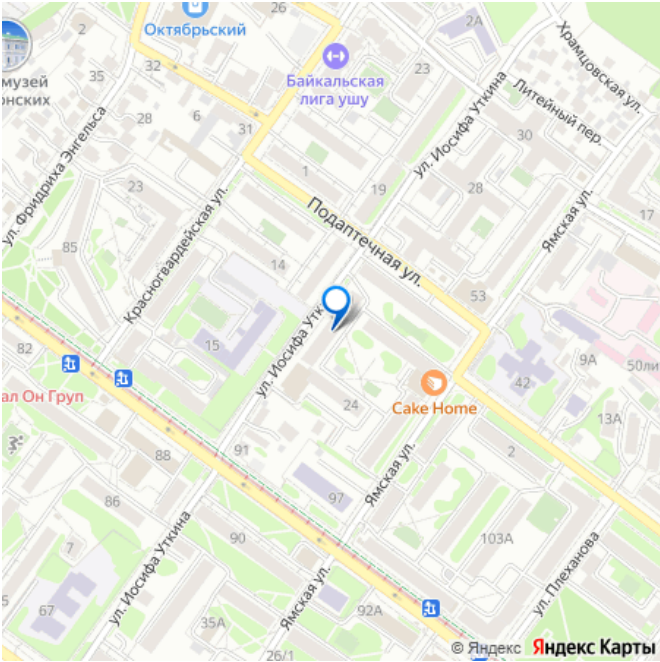 Октябрьский
2А
Храмцовская ул.
2
35
32
музей
онских
Байкальская
лига ушу
23
ул. Иосифа Уткина
Литейный пер.
28
6
31
30
ул. Фридриха Энгельса
1
19
28
23
Красногвардейская ул.
Подаптечная ул.
Ямская ул.
85
14
53
15
ул. Иосифа Утк
82
9А
50ли
42
ал Он Груп
Cake Home
24
13А
91
2
88
Ямская ул.
97
86
ул. Иосифа Уткина
90
103А
7
ул. Плеханова
5
67
Ямская ул.
92А
26/1
© Яндекс Яндекс Карты